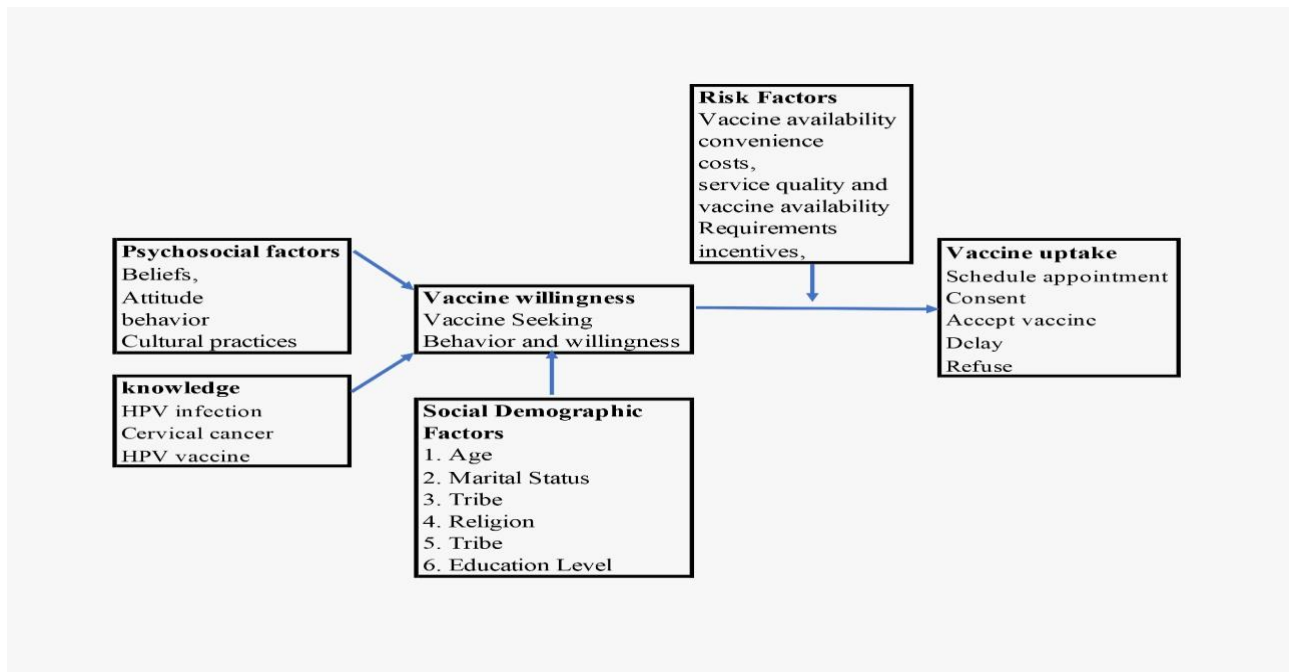 Risk Factors
Vaccine availability
convenience
costs,
service quality and
vaccine availability
Requirements
incentives,
Psychosocial factors
Beliefs,
Attitude
behavior
Cultural practices
Vaccine willingness
Vaccine Seeking
Behavior and willingness
Vaccine uptake
Schedule appointment
Consent
Accept vaccine
Delay
Refuse
knowledge
HPV infection
Cervical cancer
HPV vaccine
Social Demographic
Factors
1. Age
2. Marital Status
3. Tribe
4. Religion
5. Tribe
6. Education Level